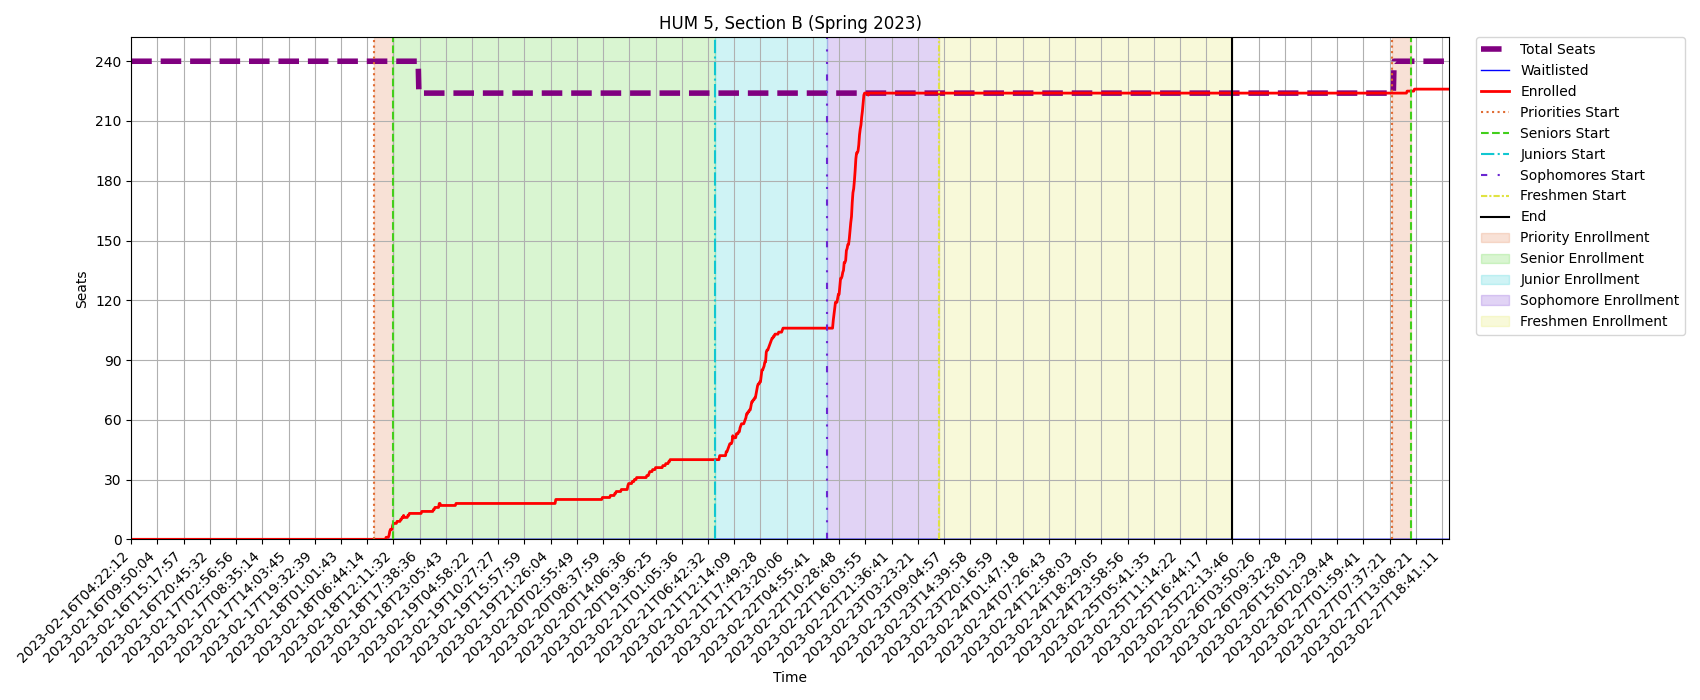 HUM 5, Section B (Spring 2023)
Seats
240
210
180
150
120
90
60
30
0
2023-02-16T04:22:12
2023-02-16T09:50:04
2023-02-16T15:17:57
2023-02-16T20:45:32
2023-02-17T02:56:56
2023-02-17T08:35:14
2023-02-17T14:03:45
2023-02-17T19:32:39
2023-02-18T01:01:43
2023-02-18T06:44:14
2023-02-18T12:11:32
2023-02-18T17:38:36
2023-02-18T23:05:43
2023-02-19T04:58:22
2023-02-19T10:27:27
2023-02-19T15:57:59
2023-02-19T21:26:04
2023-02-20T02:55:49
2023-02-20T08:37:59
2023-02-20T14:06:36
2023-02-20T19:36:25
2023-02-21T01:05:36
2023-02-21T06:42:32
2023-02-21T12:14:09
2023-02-21T17:49:28
2023-02-21T23:20:06
2023-02-22T04:55:41
2023-02-22T10:28:48
2023-02-22T16:03:55
2023-02-22T21:36:41
2023-02-23T03:23:21
2023-02-23T09:04:57
2023-02-23T14:39:58
2023-02-23T20:16:59
2023-02-24T01:47:18
2023-02-24T07:26:43
2023-02-24T12:58:03
2023-02-24T18:29:05
2023-02-24T23:58:56
2023-02-25T05:41:35
2023-02-25T11:14:22
2023-02-25T16:44:17
2023-02-25T22:13:46
2023-02-26T03:50:26
2023-02-26T09:32:28
2023-02-26T15:01:29
2023-02-26T20:29:44
2023-02-27T01:59:41
2023-02-27T07:37:21
2023-02-27T13:08:21
2023-02-27T18:41:11
Time
Total Seats
Waitlisted
Enrolled
Priorities Start
Seniors Start
Juniors Start
Sophomores Start
Freshmen Start
End
Priority Enrollment
Senior Enrollment
Junior Enrollment
Sophomore Enrollment
Freshmen Enrollment